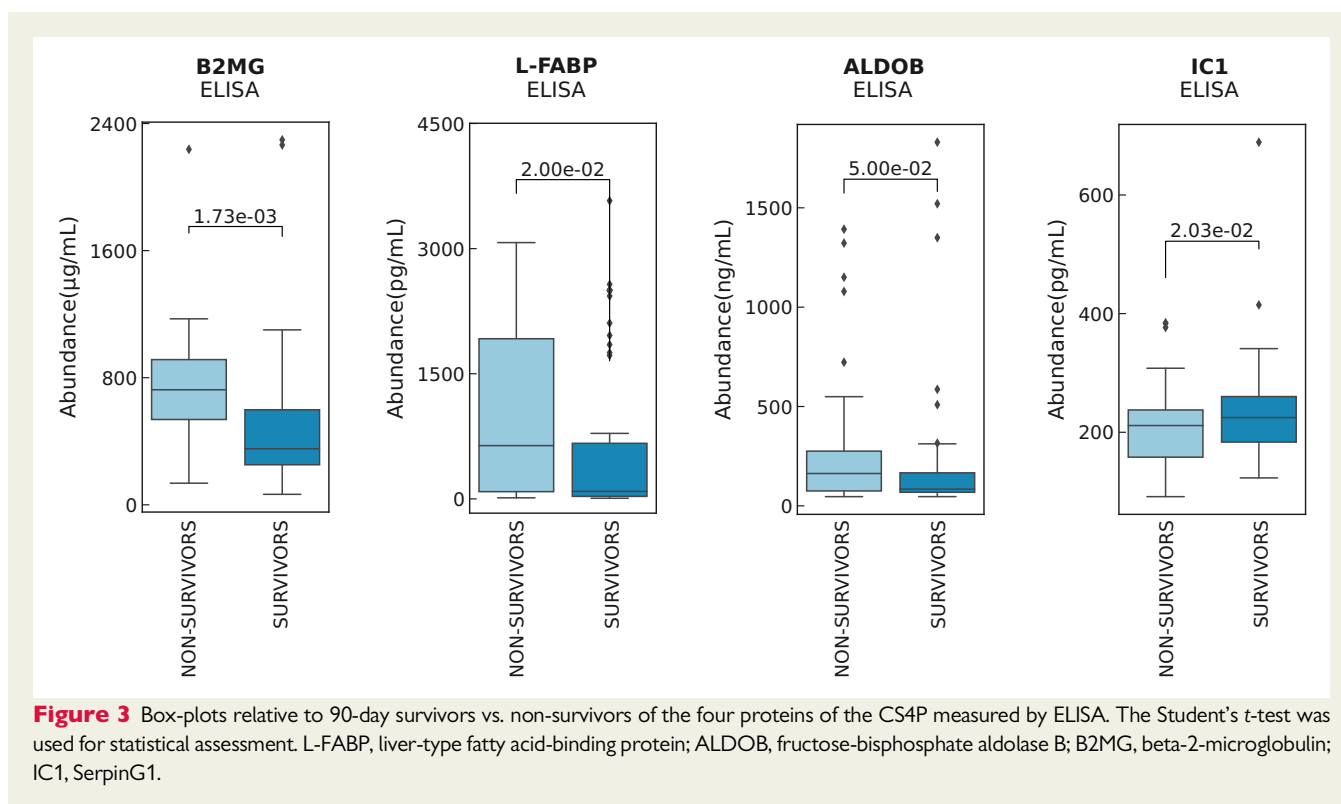 B2MG
ELISA
Abundance(µg/mL)
2400
1600
800
0
1.73e-03
NON-SURVIVORS
SURVIVORS
L-FABP
ELISA
Abundance(pg/mL)
4500
3000
1500
0
2.00e-02
NON-SURVIVORS
SURVIVORS
ALDOB
ELISA
Abundance(ng/mL)
1500
1000
500
0
5.00e-02
NON-SURVIVORS
SURVIVORS
IC1
ELISA
Abundance(pg/mL)
600
400
200
2.03e-02
NON-SURVIVORS
SURVIVORS
Figure 3 Box-plots relative to 90-day survivors vs. non-survivors of the four proteins of the CS4P measured by ELISA. The Student's t-test was
used for statistical assessment. L-FABP, liver-type fatty acid-binding protein; ALDOB, fructose-bisphosphate aldolase B; B2MG, beta-2-microglobulin;
IC1, SerpinG1.